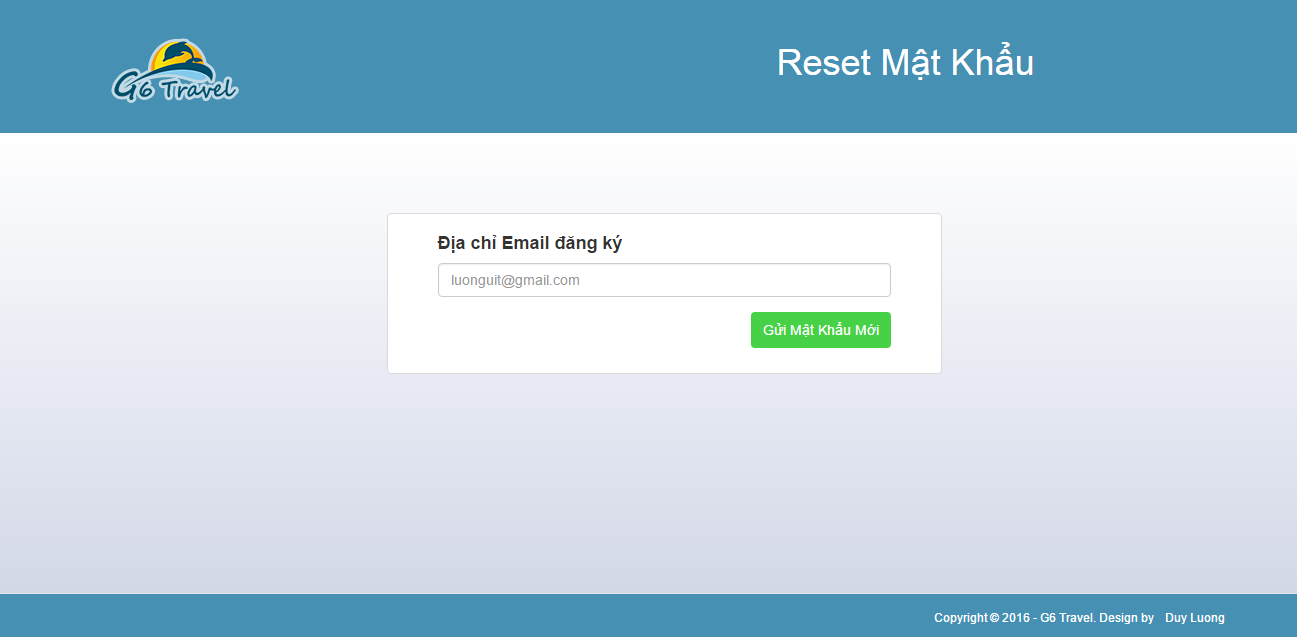 G6 Travel
Reset Mật Khẩu
Địa chỉ Email đăng ký
luonguit@gmail.com
Gửi Mật Khẩu Mới
Copyright © 2016 - G6 Travel. Design by Duy Luong